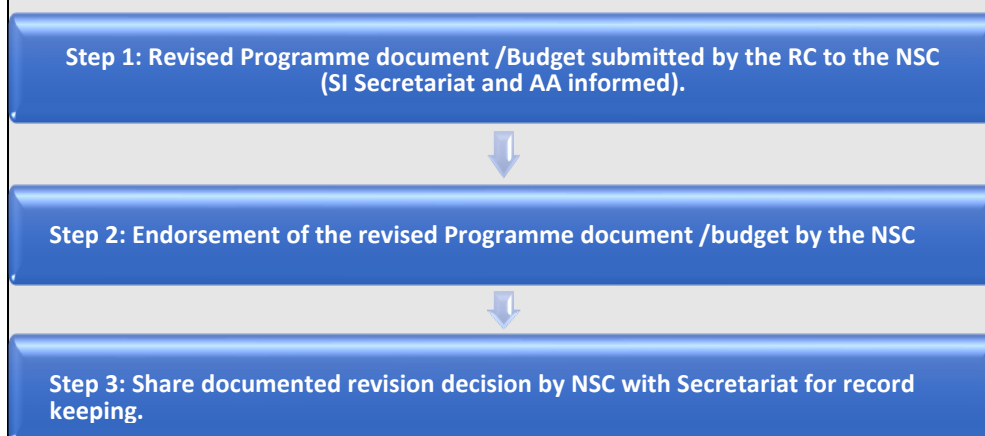 Step 1: Revised Programme document /Budget submitted by the RC to the NSC
(SI Secretariat and AA informed).
Step 2: Endorsement of the revised Programme document /budget by the NSC
Step 3: Share documented revision decision by NSC with Secretariat for record
keeping.